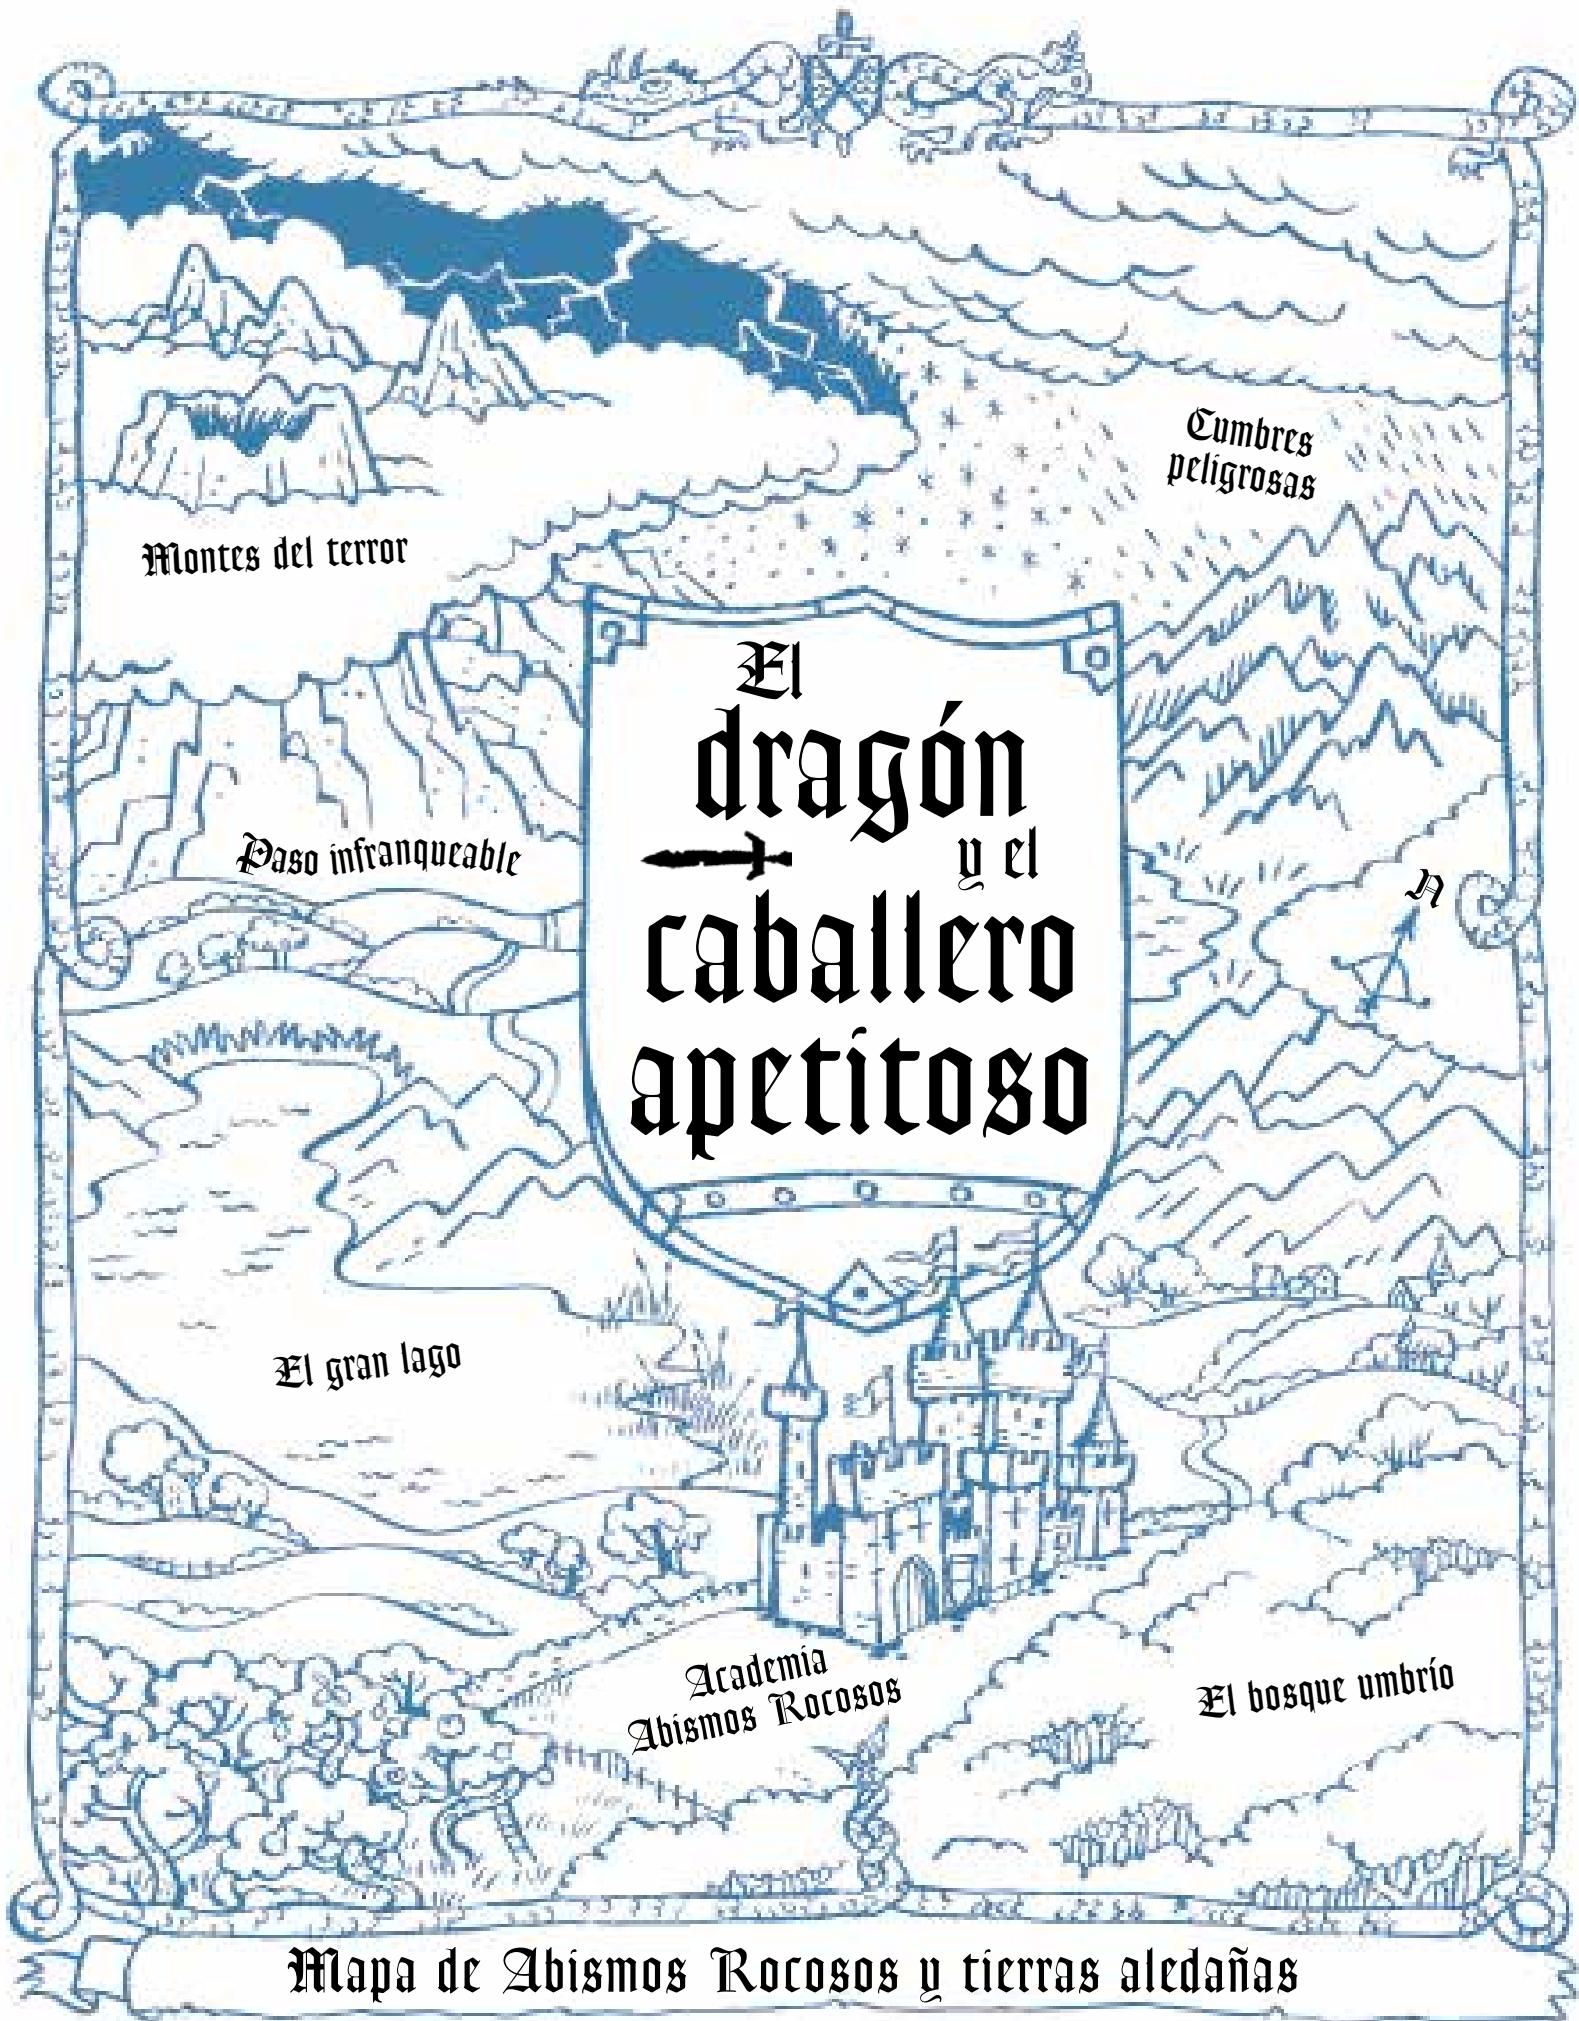 Cumbres
peligrosas
Montes del terror
El
dragón
y el
caballero
apetitoso
Paso infranqueable
N
El gran lago
Academia
Abismos Rocosos
El bosque umbrío
Mapa de Abismos Rocosos y tierras aledañas